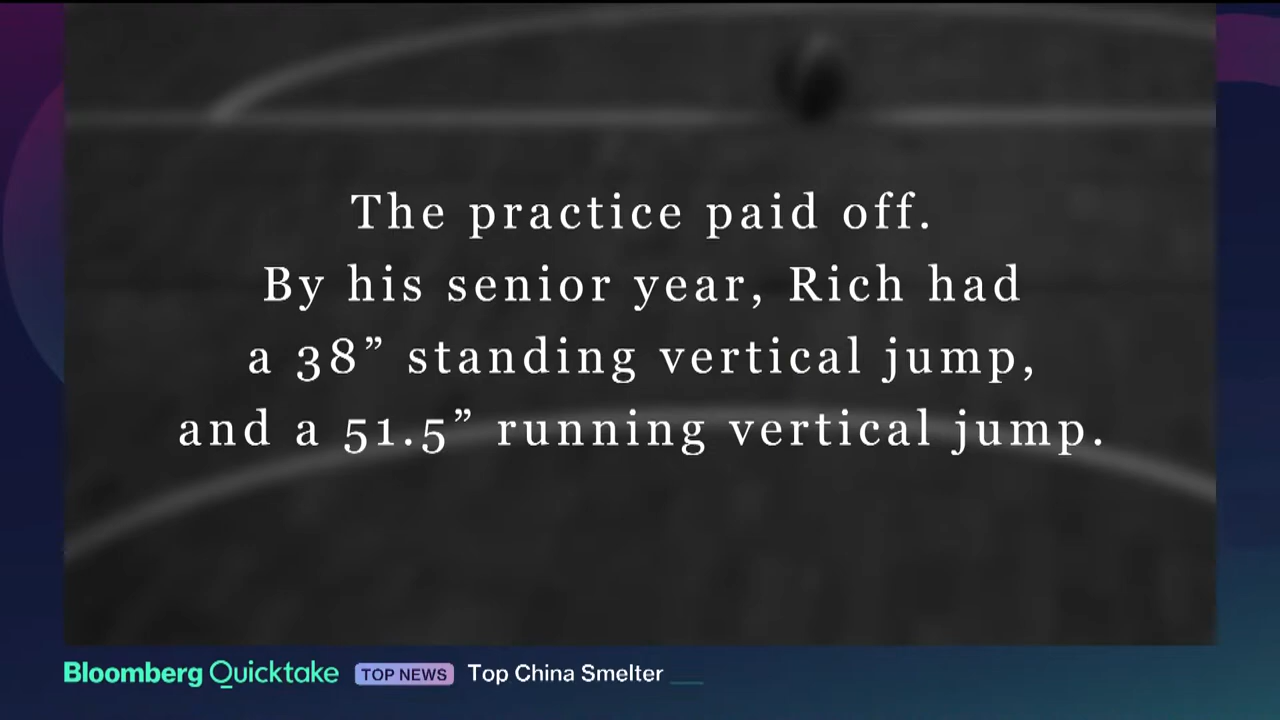 The practice paid off.
By his senior year, Rich had
a 38” standing vertical jump,
and a 51.5” running vertical jump.
Bloomberg Quicktake TOP NEWS Top China Smelter __